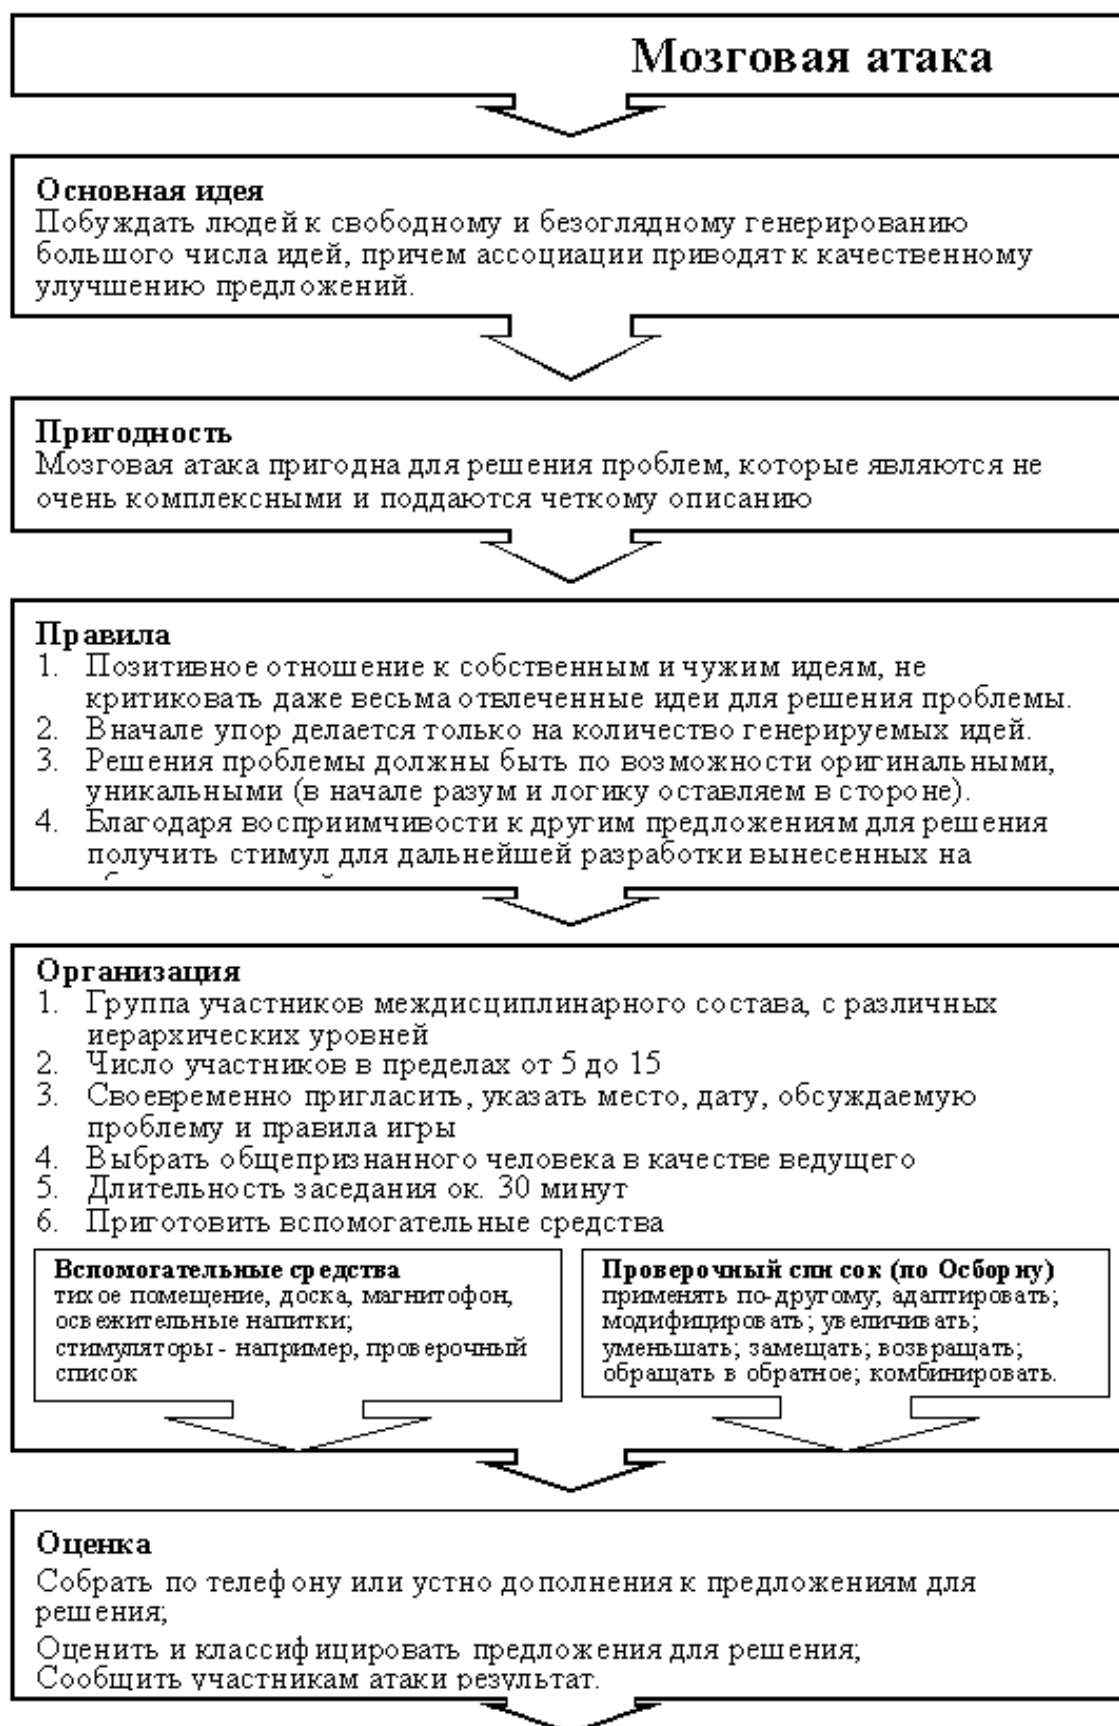 Мозговая атака
Основная идея
Побуждать людей к свободному и безоглядному генерированию
большого числа идей, причем ассоциации приводят к качественному
улучшению предложений.
Пригодность
Мозговая атака пригодна для решения проблем, которые являются не
очень комплексными и поддаются четкому описанию
Правила
1. Позитивное отношение к собственным и чужим идеям, не
критиковать даже весьма отвлеченные идеи для решения проблемы.
2. Вначале упор делается только на количество генерируемых идей.
3. Решения проблемы должны быть по возможности оригинальными,
уникальными (в начале разум и логику оставляем в стороне).
4. Благодаря восприимчивости к другим предложениям для решения
получить стимул для дальнейшей разработки вынесенных на
Организация
1. Группа участников междисциплинарного состава, с различных
иерархических уровней
2. Число участников в пределах от 5 до 15
3. Своевременно пригласить, указать место, дату, обсуждаемую
проблему и правила игры
4. Выбрать общепризнанного человека в качестве ведущего
5. Длительность заседания ок. 30 минут
6. Приготовить вспомогательные средства
Вспомогательные средства
тихое помещение, доска, магнитофон,
освежительные напитки;
стимуляторы - например, проверочный
список
Проверочный список (по Осборну)
применять по-другому; адаптировать;
модифицировать; увеличивать;
уменьшать; замещать; возвращать;
обращать в обратное; комбинировать.
Оценка
Собрать по телефону или устно дополнения к предложениям для
решения;
Оценить и классифицировать предложения для решения;
Сообщить участникам атаки результат.